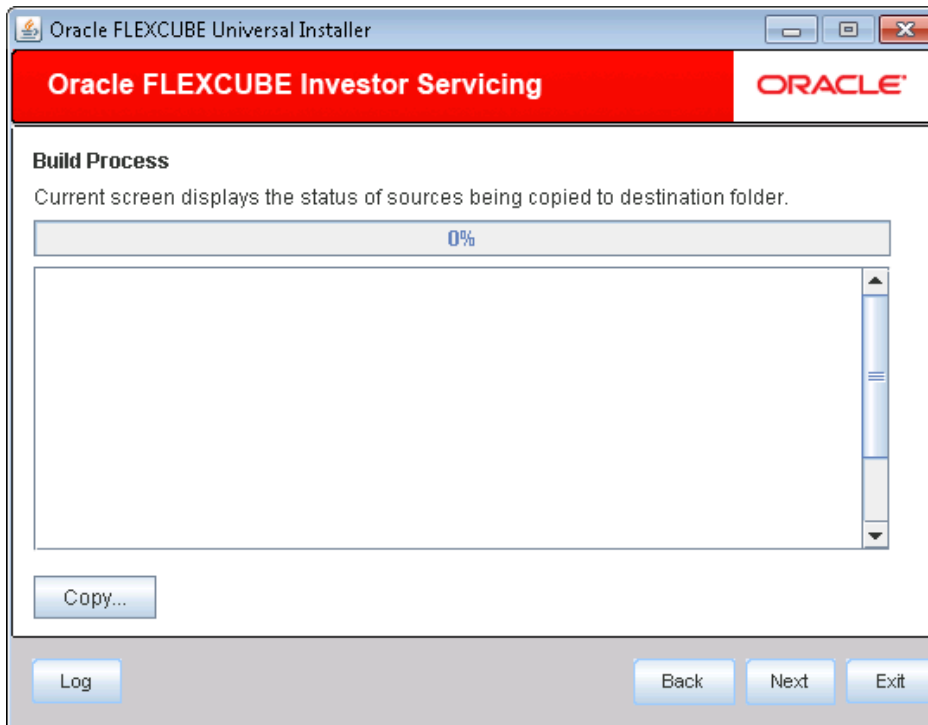 Oracle FLEXCUBE Universal Installer
Oracle FLEXCUBE Investor Servicing
ORACLE
Build Process
Current screen displays the status of sources being copied to destination folder.
0%
Copy...
Log Back Next Exit